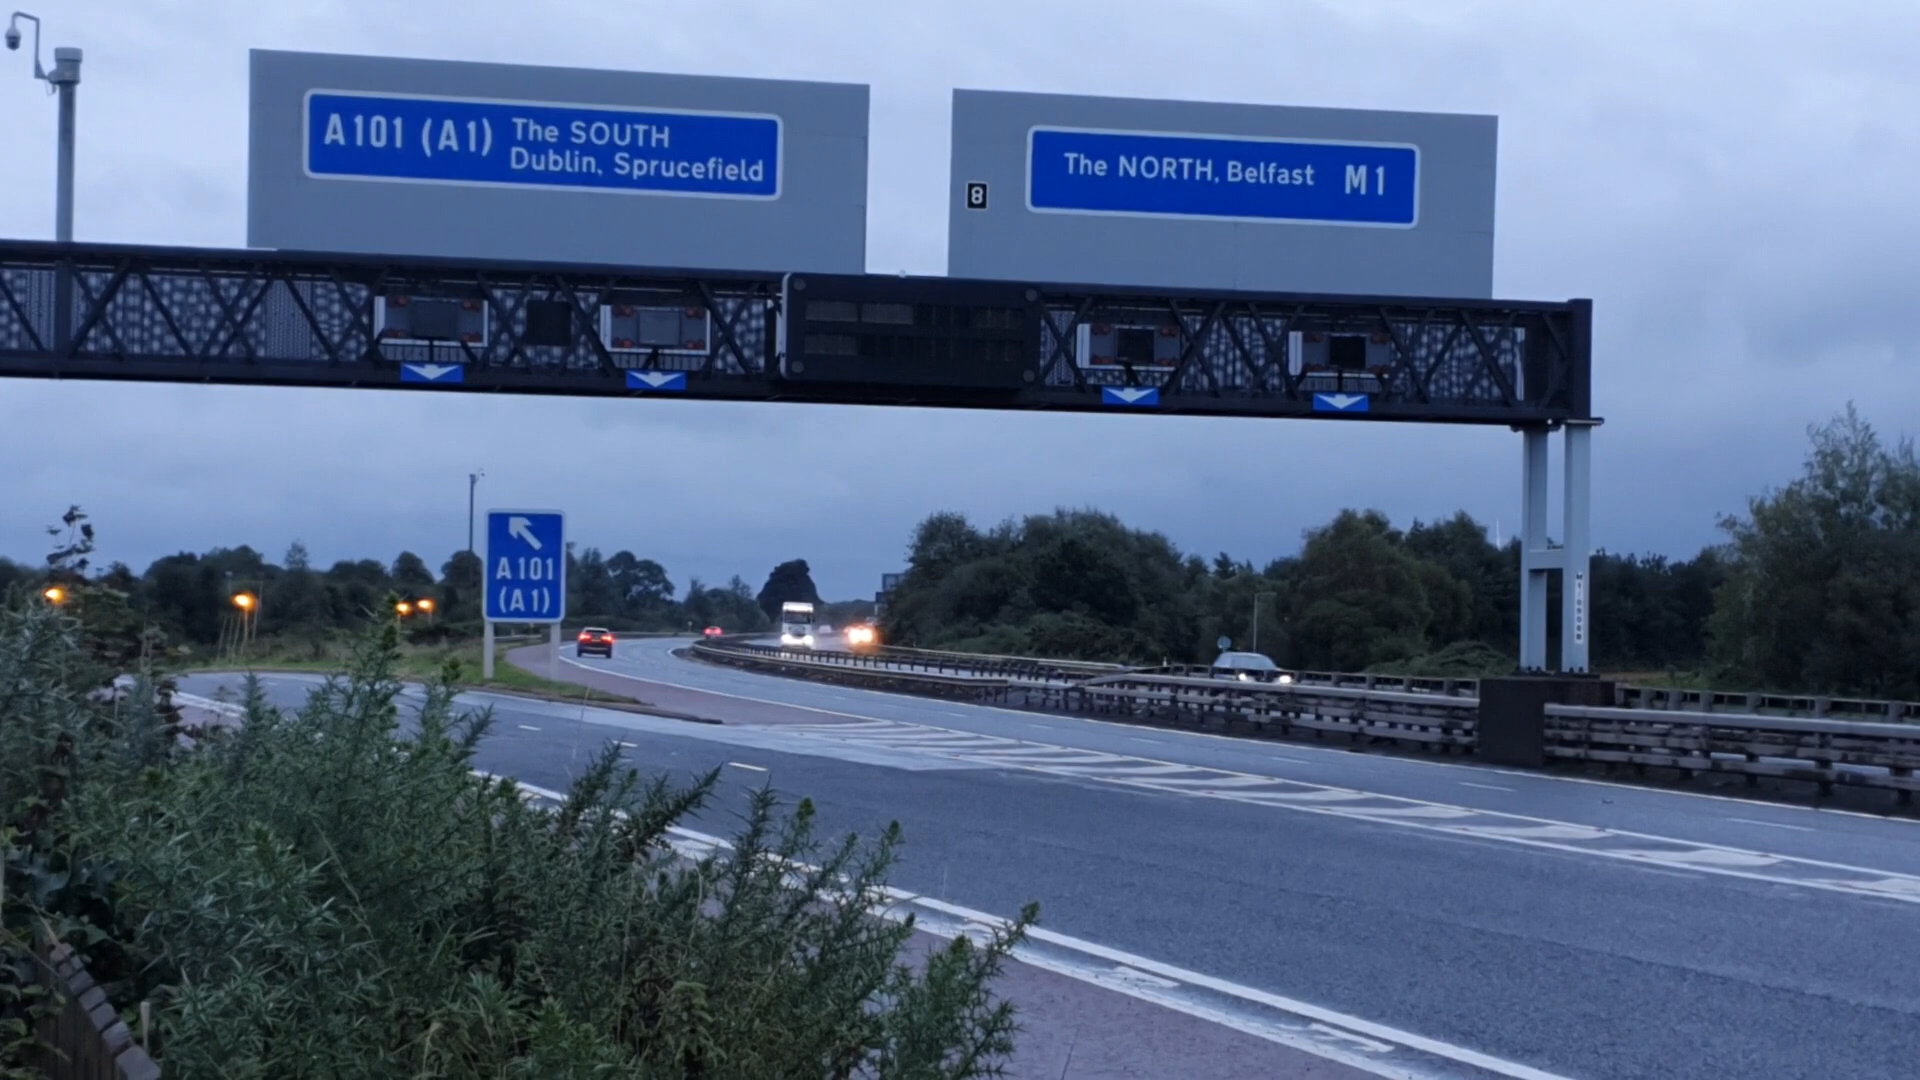 A101 (A1)
The SOUTH
Dublin, Sprucefield
The NORTH, Belfast M1
8
A101
(A1)